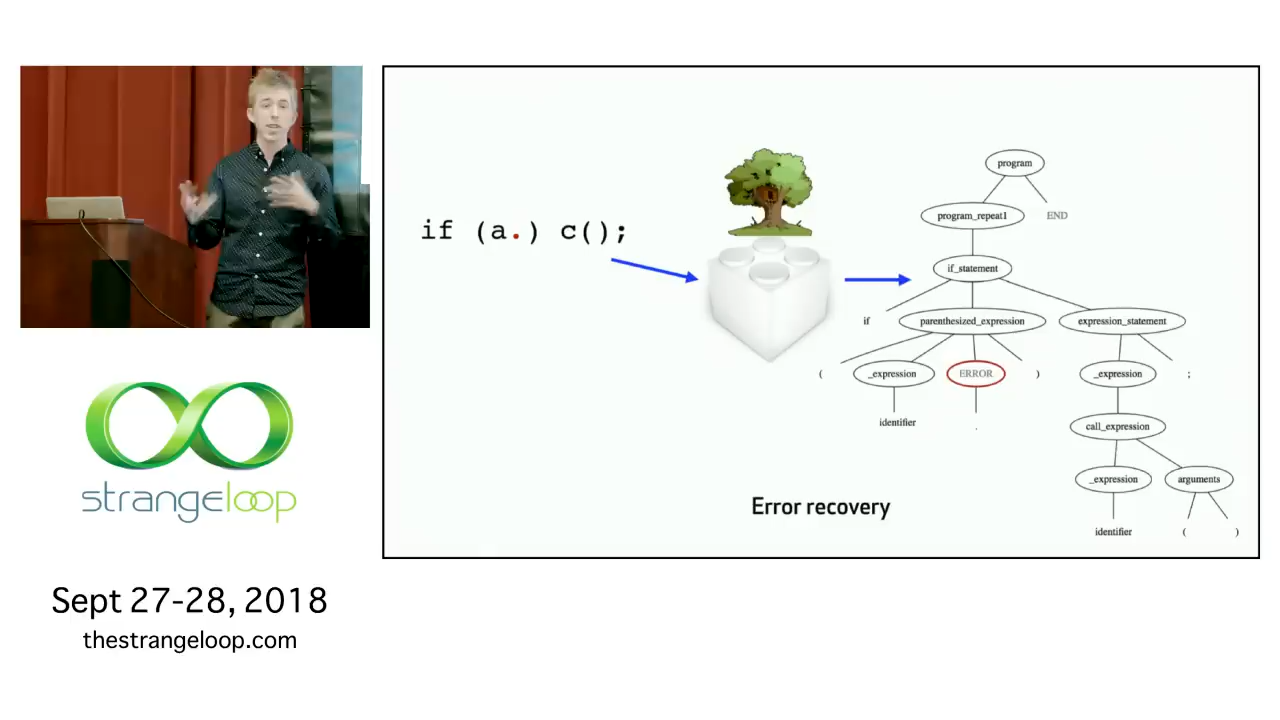 if (a.) c();
program
program_repeat1 END
if_statement
if parenthesized_expression expression_statement
( _expression ERROR ) _expression ;
identifier . call_expression
_expression arguments
identifier ( )
Error recovery
strangeloop
Sept 27-28, 2018
thestrangeloop.com